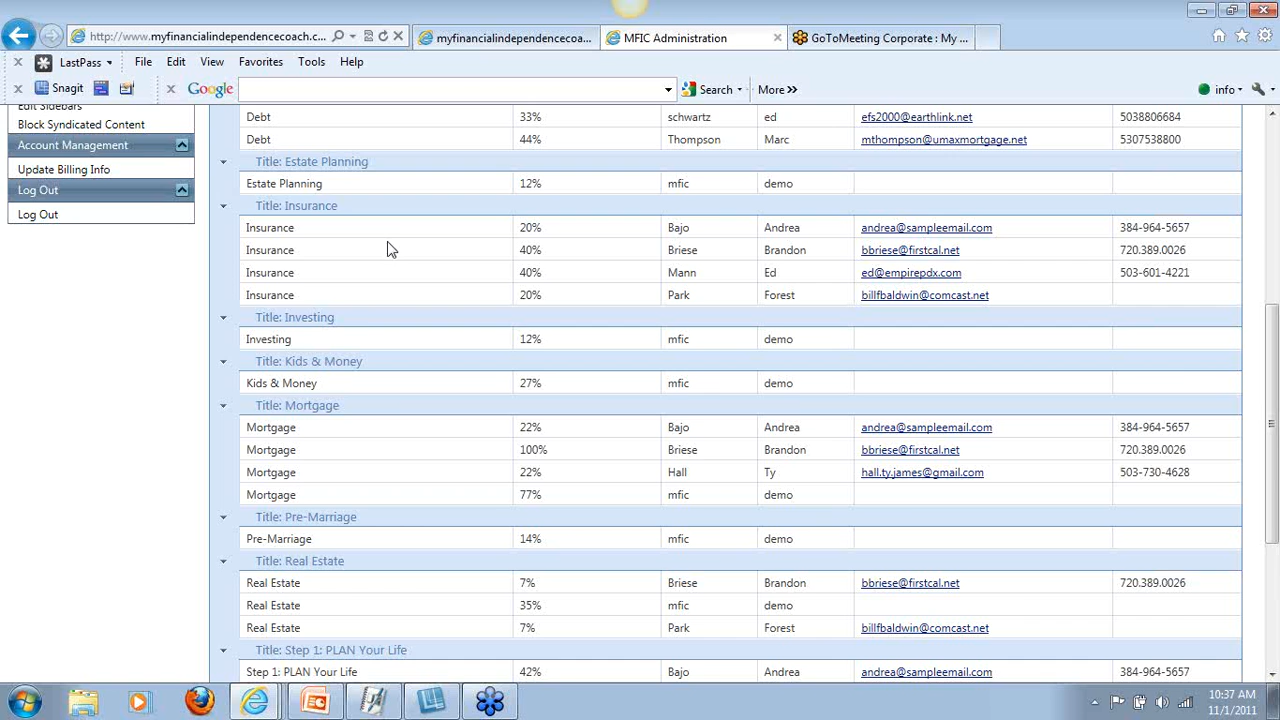 http://www.myfinancialindependencecoach.c...
myfinancialindependencecoa...
MFIC Administration
GoToMeeting Corporate : My ...
LastPass File Edit View Favorites Tools Help
Snagit Google Search More » info
Edit Sidebars
Block Syndicated Content
Account Management
Update Billing Info
Log Out
Log Out
Debt 33% schwartz ed efs2000@earthlink.net 5038806684
Debt 44% Thompson Marc mthompson@umaxmortgage.net 5307538800
Title: Estate Planning
Estate Planning 12% mfic demo
Title: Insurance
Insurance 20% Bajo Andrea andrea@sampleemail.com 384-964-5657
Insurance 40% Briese Brandon bbriese@firstcal.net 720.389.0026
Insurance 40% Mann Ed ed@empirepdx.com 503-601-4221
Insurance 20% Park Forest billfbaldwin@comcast.net
Title: Investing
Investing 12% mfic demo
Title: Kids & Money
Kids & Money 27% mfic demo
Title: Mortgage
Mortgage 22% Bajo Andrea andrea@sampleemail.com 384-964-5657
Mortgage 100% Briese Brandon bbriese@firstcal.net 720.389.0026
Mortgage 22% Hall Ty hall.ty.james@gmail.com 503-730-4628
Mortgage 77% mfic demo
Title: Pre-Marriage
Pre-Marriage 14% mfic demo
Title: Real Estate
Real Estate 7% Briese Brandon bbriese@firstcal.net 720.389.0026
Real Estate 35% mfic demo
Real Estate 7% Park Forest billfbaldwin@comcast.net
Title: Step 1: PLAN Your Life
Step 1: PLAN Your Life 42% Bajo Andrea andrea@sampleemail.com 384-964-5657
10:37 AM
11/1/2011